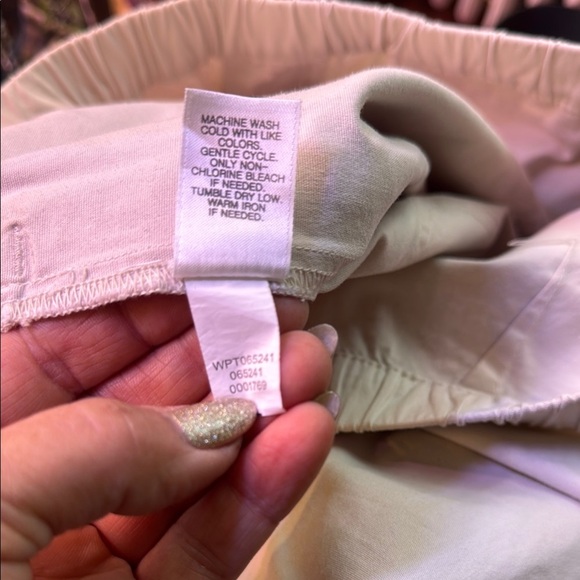 MACHINE WASH
COLD WITH LIKE
COLORS.
GENTLE CYCLE.
ONLY NON-
CHLORINE BLEACH
IF NEEDED.
TUMBLE DRY LOW.
WARM IRON
IF NEEDED.
WPT065241
065241
0001769